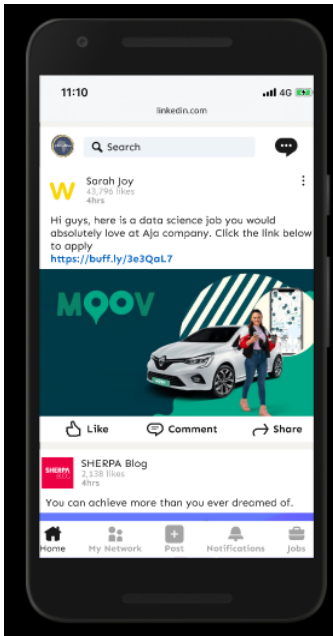 11:10
4G
linkedin.com
Search
Sarah Joy
43,796 likes
4hrs
Hi guys, here is a data science job you would
absolutely love at Aja company. Click the link below
to apply
https://buff.ly/3e3QaL7
MOOV
Like Comment Share
SHERPA
SHERPA Blog
2,138 likes
4hrs
You can achieve more than you ever dreamed of.
Home My Network Post Notifications Jobs